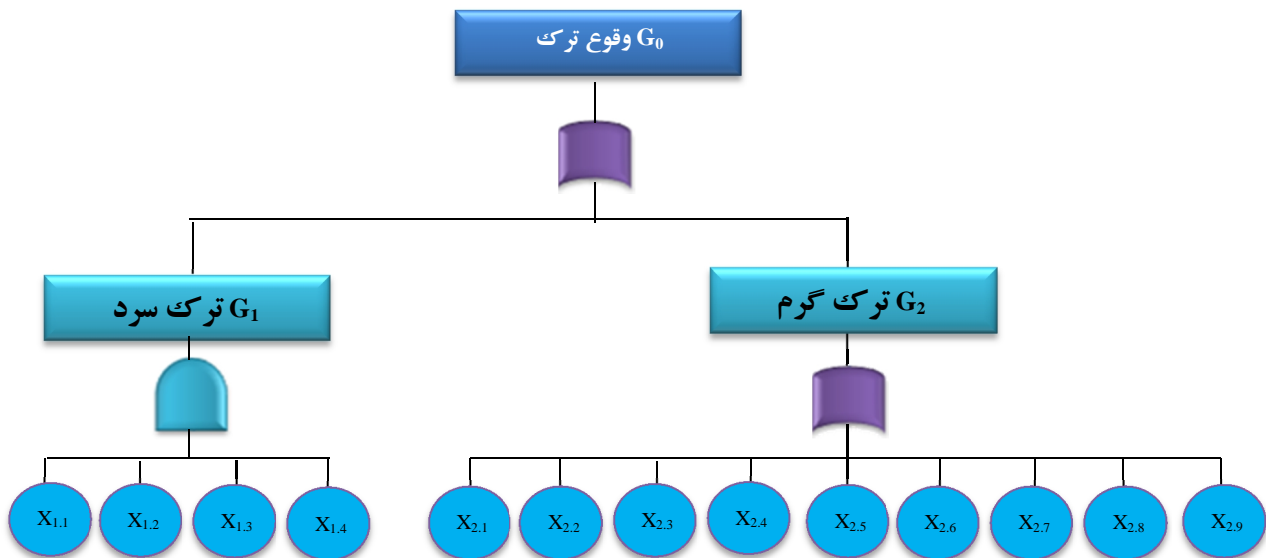 G₀ وقوع ترک
G₁ ترک سرد
G₂ ترک گرم
X₁.₁ X₁.₂ X₁.₃ X₁.₄ X₂.₁ X₂.₂ X₂.₃ X₂.₄ X₂.₅ X₂.₆ X₂.₇ X₂.₈ X₂.₉